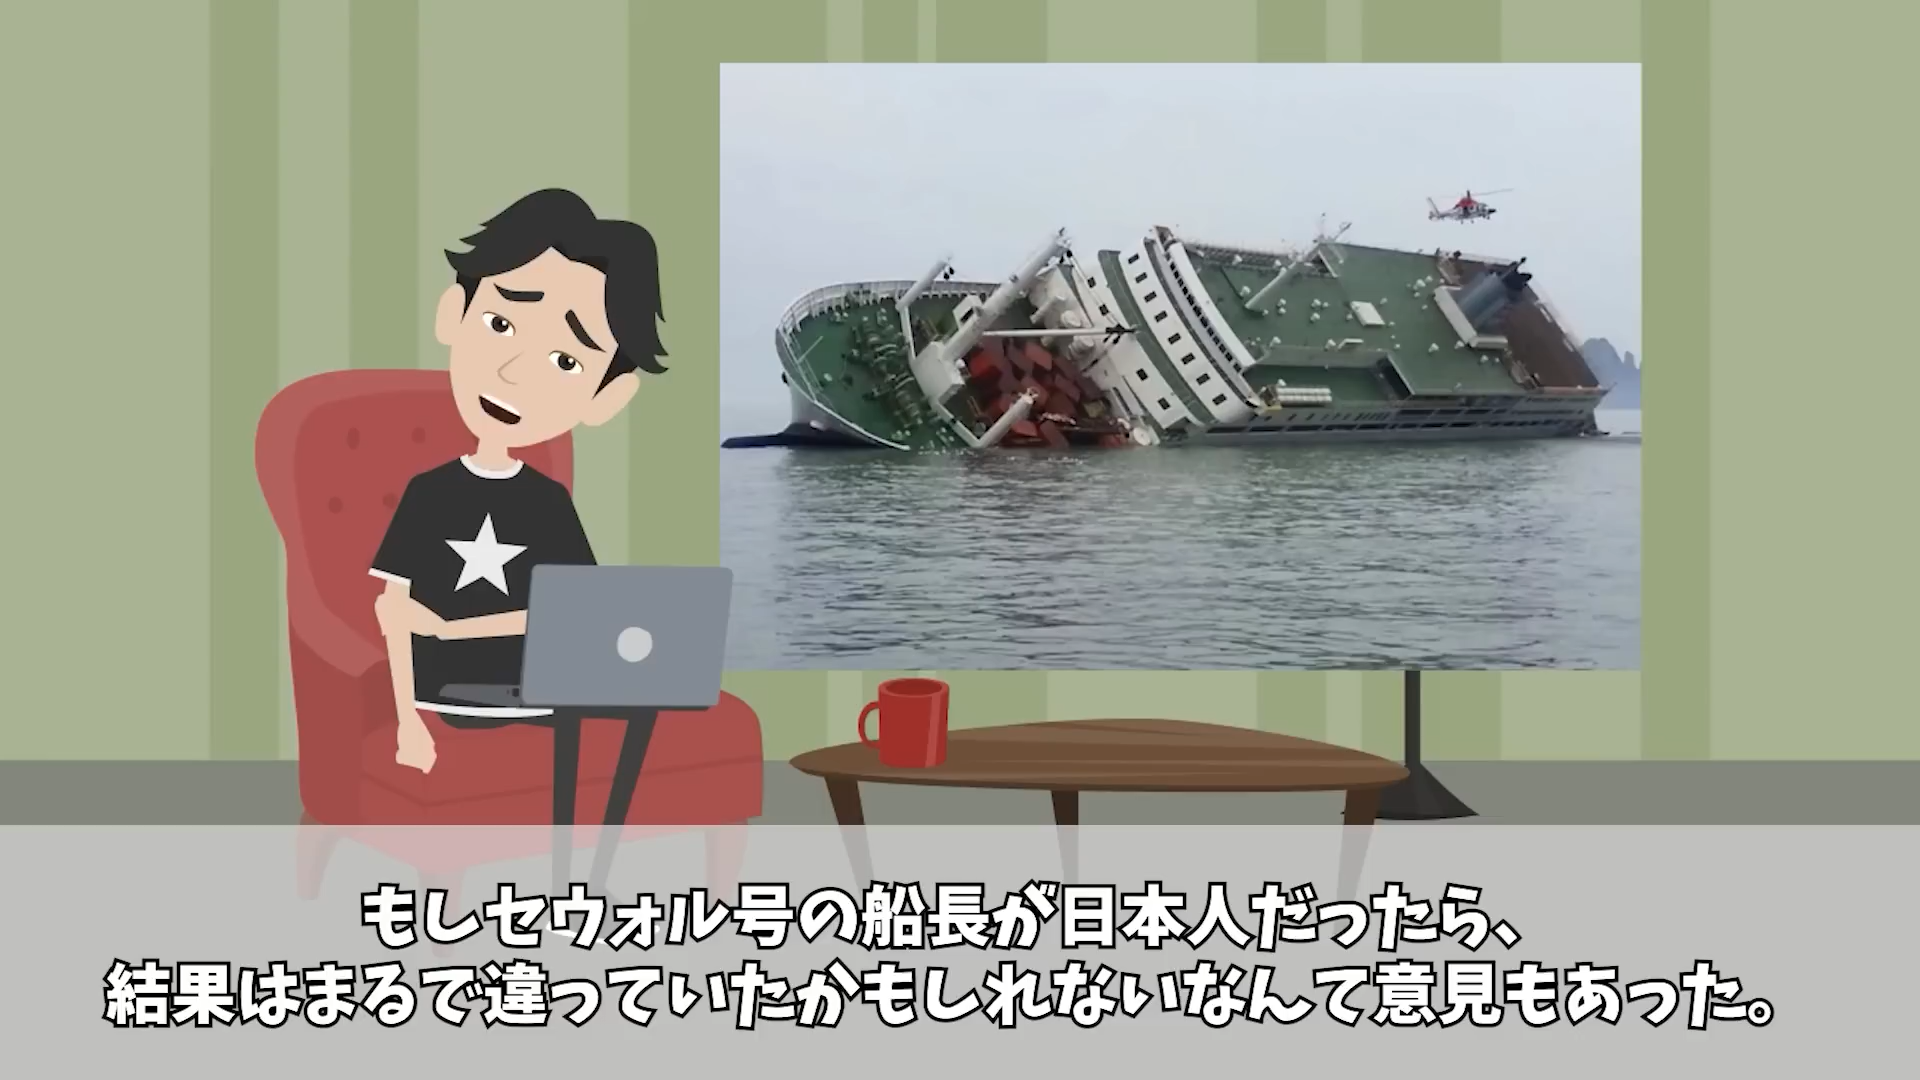 もしセウォル号の船長が日本人だったら、
結果はまるで違っていたかもしれないなんて意見もあった。